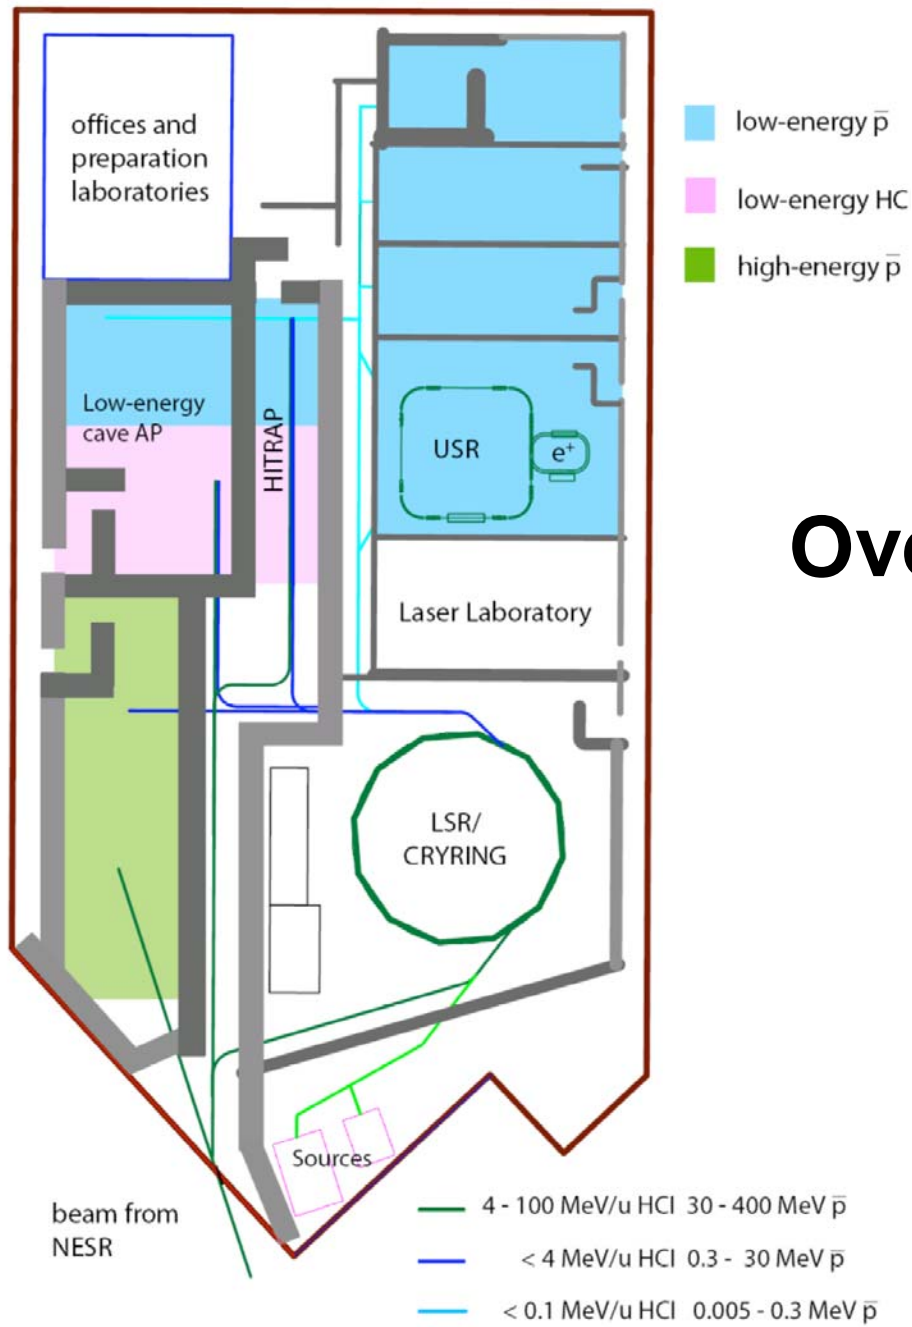 offices and
preparation
laboratories
low-energy p̅
low-energy HC
high-energy p̅
Low-energy
cave AP
HITRAP
USR
e⁺
Laser Laboratory
LSR/
CRYRING
Sources
beam from
NESR
4 - 100 MeV/u HCI 30 - 400 MeV p̅
< 4 MeV/u HCI 0.3 - 30 MeV p̅
< 0.1 MeV/u HCI 0.005 - 0.3 MeV p̅